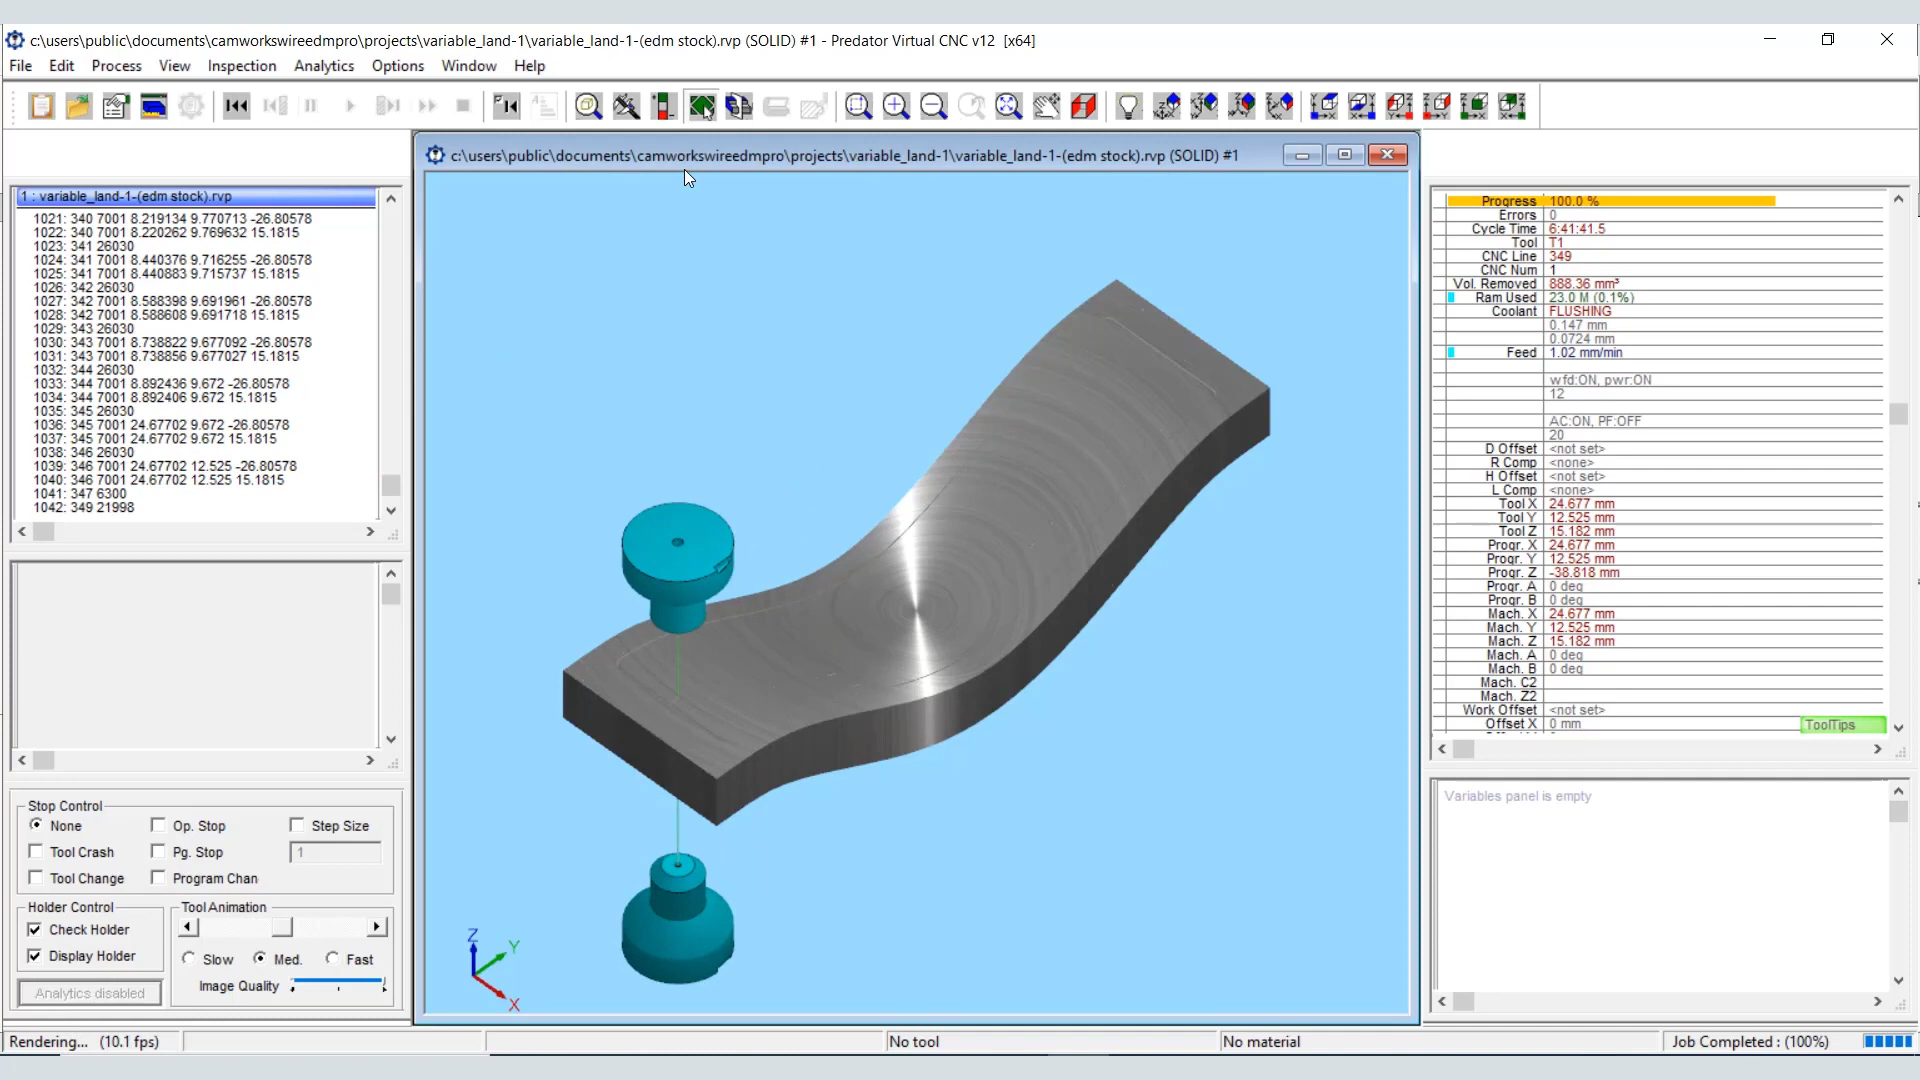 c:\users\public\documents\camworkswireedmpro\projects\variable_land-1\variable_land-1-(edm stock).rvp (SOLID) #1 - Predator Virtual CNC v12 [x64]
File Edit Process View Inspection Analytics Options Window Help
c:\users\public\documents\camworkswireedmpro\projects\variable_land-1\variable_land-1-(edm stock).rvp (SOLID) #1
1 : variable_land-1-(edm stock).rvp
1021: 340 7001 8.219134 9.770713 -26.80578
1022: 340 7001 8.220262 9.769632 15.1815
1023: 341 26030
1024: 341 7001 8.440376 9.716255 -26.80578
1025: 341 7001 8.440883 9.715737 15.1815
1026: 342 26030
1027: 342 7001 8.588398 9.691961 -26.80578
1028: 342 7001 8.588608 9.691718 15.1815
1029: 343 26030
1030: 343 7001 8.738822 9.677092 -26.80578
1031: 343 7001 8.738856 9.677027 15.1815
1032: 344 26030
1033: 344 7001 8.892436 9.672 -26.80578
1034: 344 7001 8.892406 9.672 15.1815
1035: 345 26030
1036: 345 7001 24.67702 9.672 -26.80578
1037: 345 7001 24.67702 9.672 15.1815
1038: 346 26030
1039: 346 7001 24.67702 12.525 -26.80578
1040: 346 7001 24.67702 12.525 15.1815
1041: 347 6300
1042: 349 21998
Stop Control
None Op. Stop Step Size
Tool Crash Pg. Stop 1
Tool Change Program Chan
Holder Control Tool Animation
Check Holder
Display Holder Slow Med. Fast
Analytics disabled Image Quality
Z
Y
X
Progress 100.0 %
Errors 0
Cycle Time 6:41:41.5
Tool T1
CNC Line 349
CNC Num 1
Vol. Removed 888.36 mm³
Ram Used 23.0 M (0.1%)
Coolant FLUSHING
0.147 mm
0.0724 mm
Feed 1.02 mm/min
wfd:ON, pwr:ON
12
AC:ON, PF:OFF
20
D Offset <not set>
R Comp <none>
H Offset <not set>
L Comp <none>
Tool X 24.677 mm
Tool Y 12.525 mm
Tool Z 15.182 mm
Progr. X 24.677 mm
Progr. Y 12.525 mm
Progr. Z -38.818 mm
Progr. A 0 deg
Progr. B 0 deg
Mach. X 24.677 mm
Mach. Y 12.525 mm
Mach. Z 15.182 mm
Mach. A 0 deg
Mach. B 0 deg
Mach. C2
Mach. Z2
Work Offset <not set>
Offset X 0 mm ToolTips
Variables panel is empty
Rendering... (10.1 fps) No tool No material Job Completed : (100%)